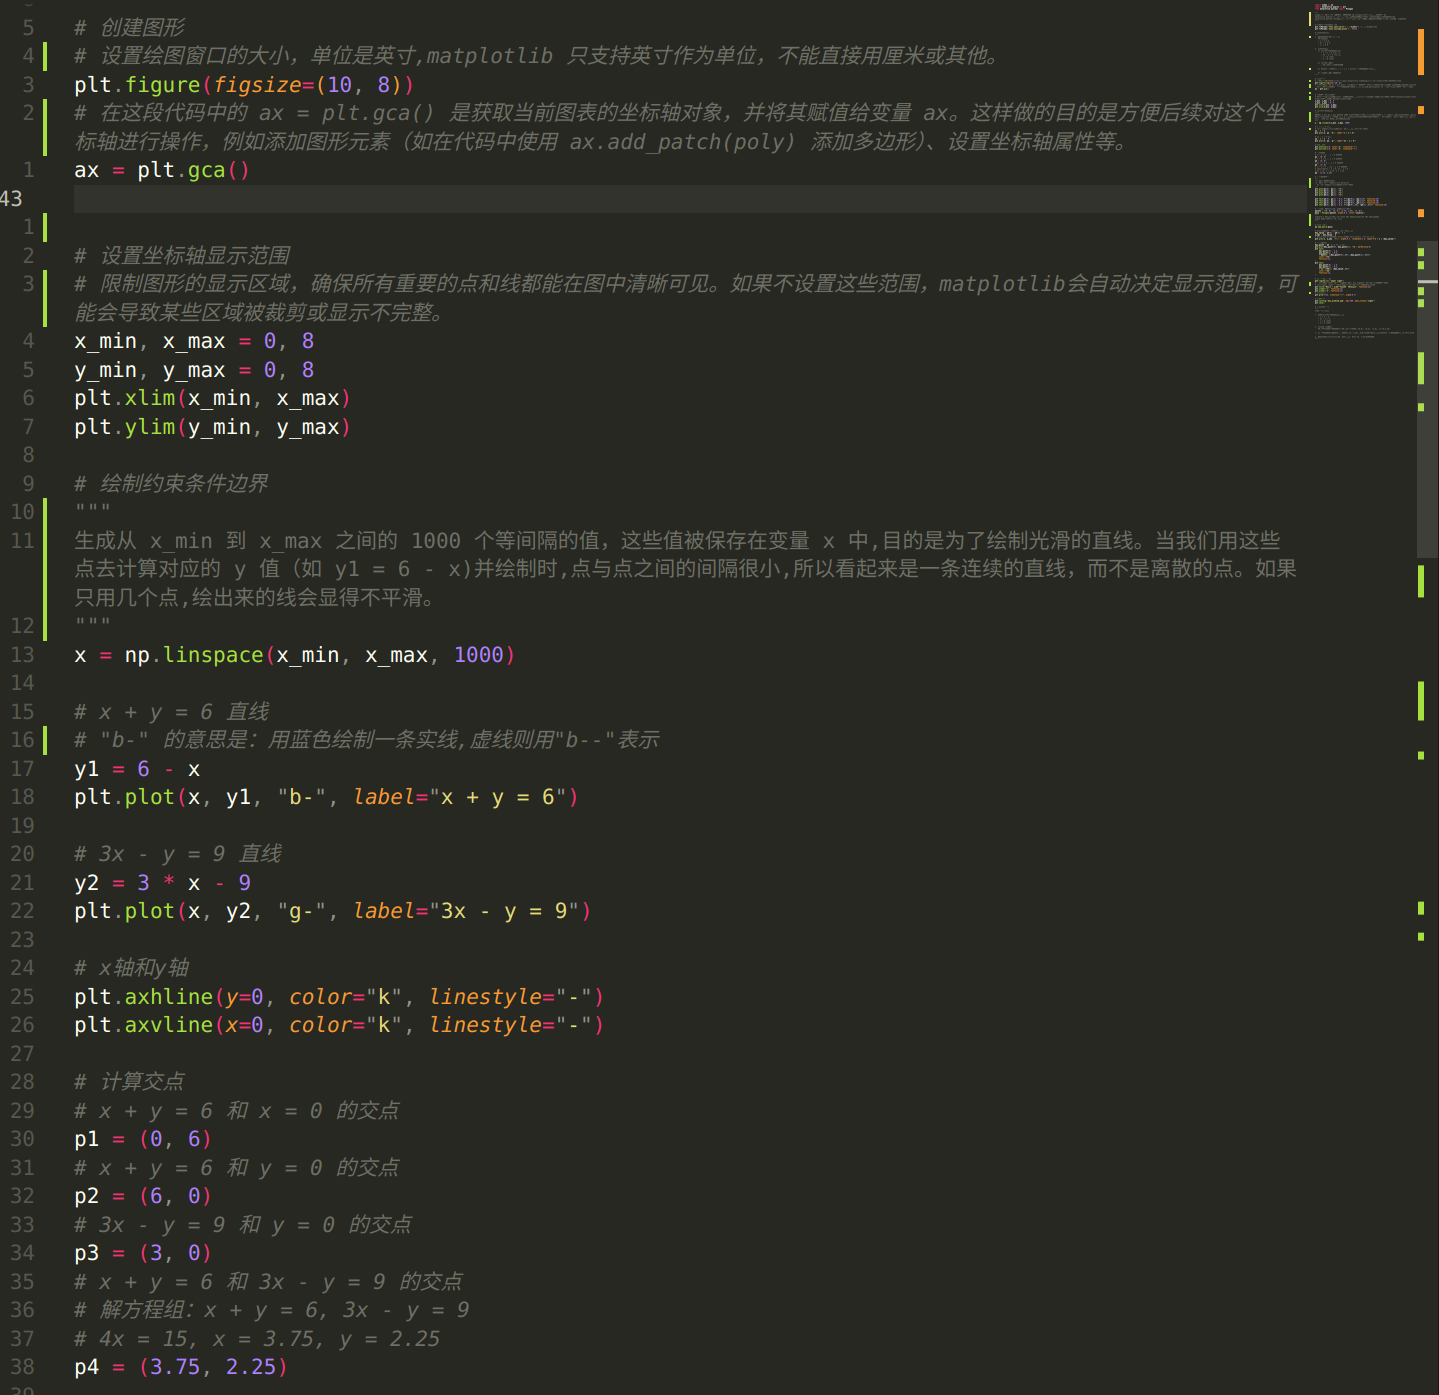 5 # 创建图形
4 # 设置绘图窗口的大小，单位是英寸,matplotlib 只支持英寸作为单位，不能直接用厘米或其他。
3 plt.figure(figsize=(10, 8))
2 # 在这段代码中的 ax = plt.gca() 是获取当前图表的坐标轴对象，并将其赋值给变量 ax。这样做的目的是方便后续对这个坐
标轴进行操作，例如添加图形元素（如在代码中使用 ax.add_patch(poly) 添加多边形）、设置坐标轴属性等。
1 ax = plt.gca()
43
1
2 # 设置坐标轴显示范围
3 # 限制图形的显示区域，确保所有重要的点和线都能在图中清晰可见。如果不设置这些范围，matplotlib会自动决定显示范围，可
能会导致某些区域被裁剪或显示不完整。
4 x_min, x_max = 0, 8
5 y_min, y_max = 0, 8
6 plt.xlim(x_min, x_max)
7 plt.ylim(y_min, y_max)
8
9 # 绘制约束条件边界
10 """
11 生成从 x_min 到 x_max 之间的 1000 个等间隔的值，这些值被保存在变量 x 中,目的是为了绘制光滑的直线。当我们用这些
点去计算对应的 y 值（如 y1 = 6 - x)并绘制时,点与点之间的间隔很小,所以看起来是一条连续的直线，而不是离散的点。如果
只用几个点,绘出来的线会显得不平滑。
12 """
13 x = np.linspace(x_min, x_max, 1000)
14
15 # x + y = 6 直线
16 # "b-" 的意思是：用蓝色绘制一条实线,虚线则用"b--"表示
17 y1 = 6 - x
18 plt.plot(x, y1, "b-", label="x + y = 6")
19
20 # 3x - y = 9 直线
21 y2 = 3 * x - 9
22 plt.plot(x, y2, "g-", label="3x - y = 9")
23
24 # x轴和y轴
25 plt.axhline(y=0, color="k", linestyle="-")
26 plt.axvline(x=0, color="k", linestyle="-")
27
28 # 计算交点
29 # x + y = 6 和 x = 0 的交点
30 p1 = (0, 6)
31 # x + y = 6 和 y = 0 的交点
32 p2 = (6, 0)
33 # 3x - y = 9 和 y = 0 的交点
34 p3 = (3, 0)
35 # x + y = 6 和 3x - y = 9 的交点
36 # 解方程组：x + y = 6, 3x - y = 9
37 # 4x = 15, x = 3.75, y = 2.25
38 p4 = (3.75, 2.25)